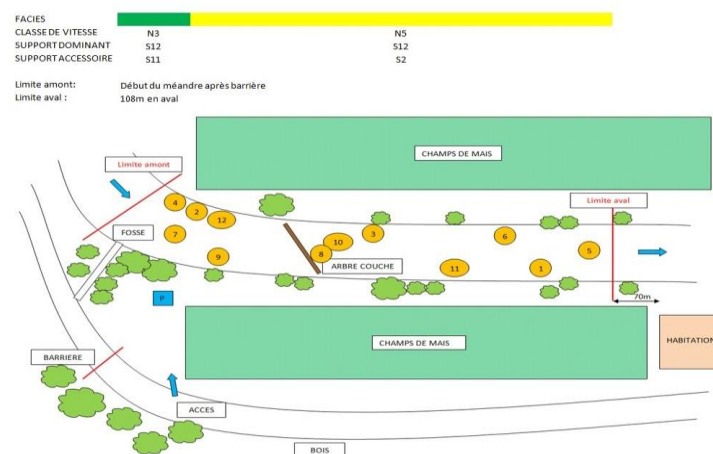 FACIES
CLASSE DE VITESSE N3 N5
SUPPORT DOMINANT S12 S12
SUPPORT ACCESSOIRE S11 S2
Limite amont: Début du méandre après barrière
Limite aval : 108m en aval
CHAMPS DE MAIS
Limite amont
Limite aval
4
2
12
FOSSE
7
9
10
8
3
6
5
11
1
ARBRE COUCHE
P
70m
CHAMPS DE MAIS
HABITATION
BARRIERE
ACCES
BOIS